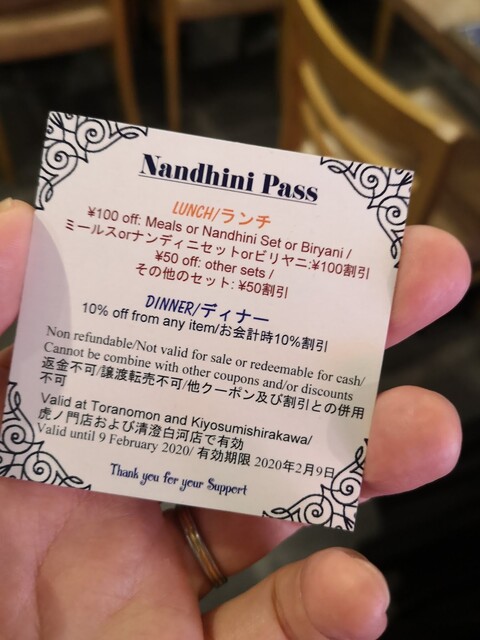 Nandhini Pass
LUNCH/ランチ
¥100 off: Meals or Nandhini Set or Biryani /
ミールスorナンディニセットorビリヤニ:¥100割引
¥50 off: other sets /
その他のセット: ¥50割引
DINNER/ディナー
10% off from any item/お会計時10%割引
Non refundable/Not valid for sale or redeemable for cash/
Cannot be combine with other coupons and/or discounts
返金不可/譲渡転売不可/他クーポン及び割引との併用
不可
Valid at Toranomon and Kiyosumishirakawa/
虎ノ門店および清澄白河店で有効
Valid until 9 February 2020/ 有効期限 2020年2月9日
Thank you for your Support